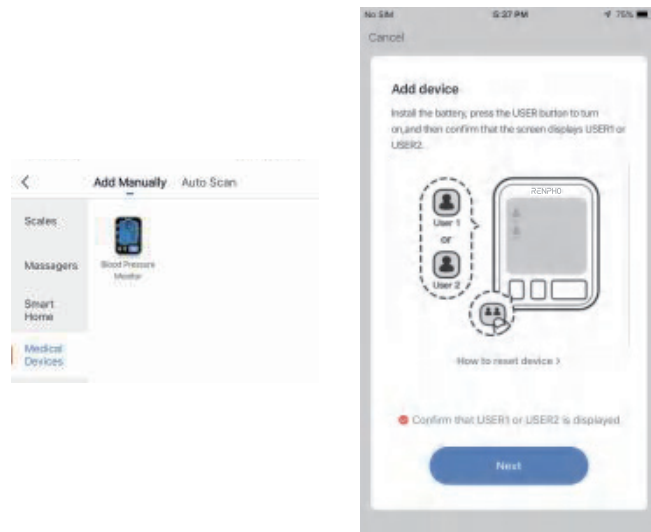 Add Manually Auto Scan
Scales
Massagers
Smart
Home
Medical
Devices
Blood Pressure
Monitor
No SIM 5:37 PM 75%
Cancel
Add device
Install the battery, press the USER button to turn
on,and then confirm that the screen displays USER1 or
USER2.
RENPHO
User 1
or
User 2
How to reset device >
Confirm that USER1 or USER2 is displayed
Next